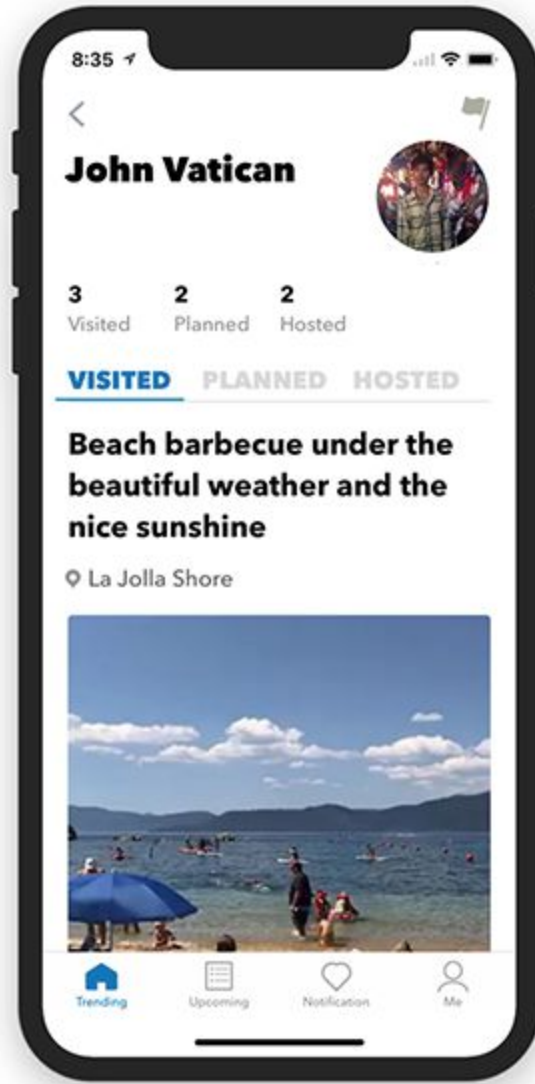 8:35
John Vatican
3 2 2
Visited Planned Hosted
VISITED PLANNED HOSTED
Beach barbecue under the
beautiful weather and the
nice sunshine
La Jolla Shore
Trending Upcoming Notification Me